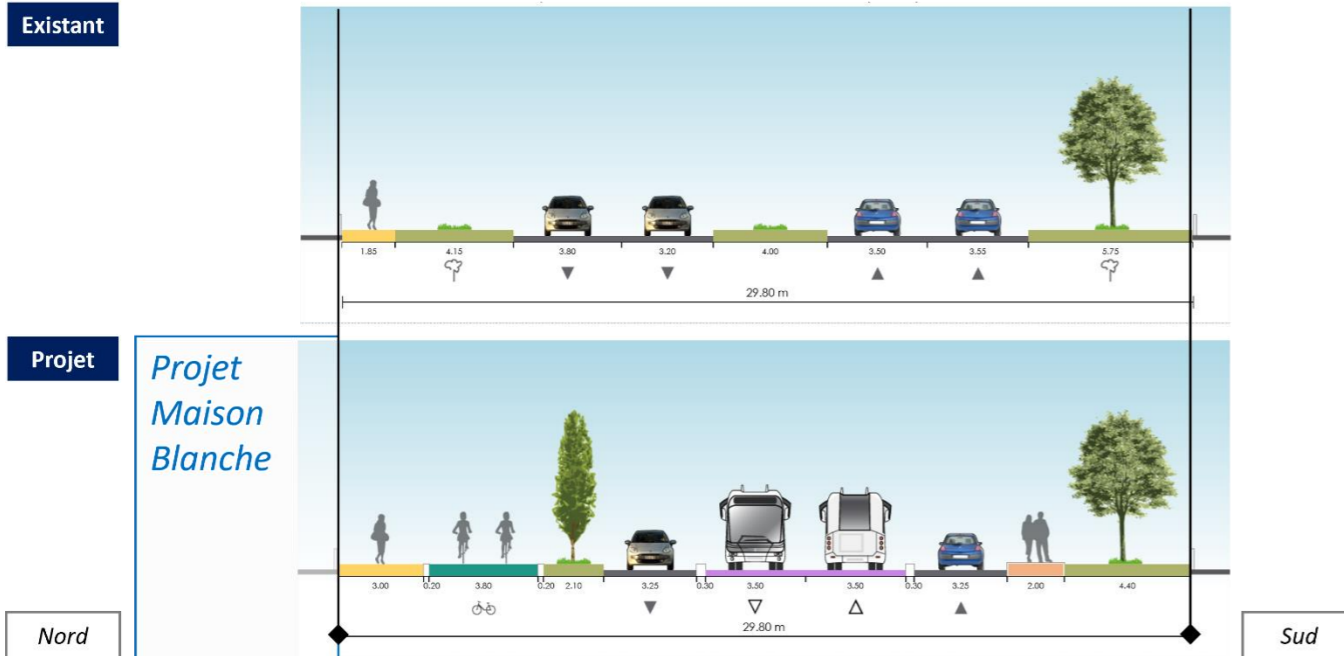 Existant
1.85 4.15 3.80 3.20 4.00 3.50 3.55 5.75
29.80 m
Projet
Projet
Maison
Blanche
3.00 0.20 3.80 0.20 2.10 3.25 0.30 3.50 3.50 0.30 3.25 2.00 4.40
29.80 m
Nord
Sud